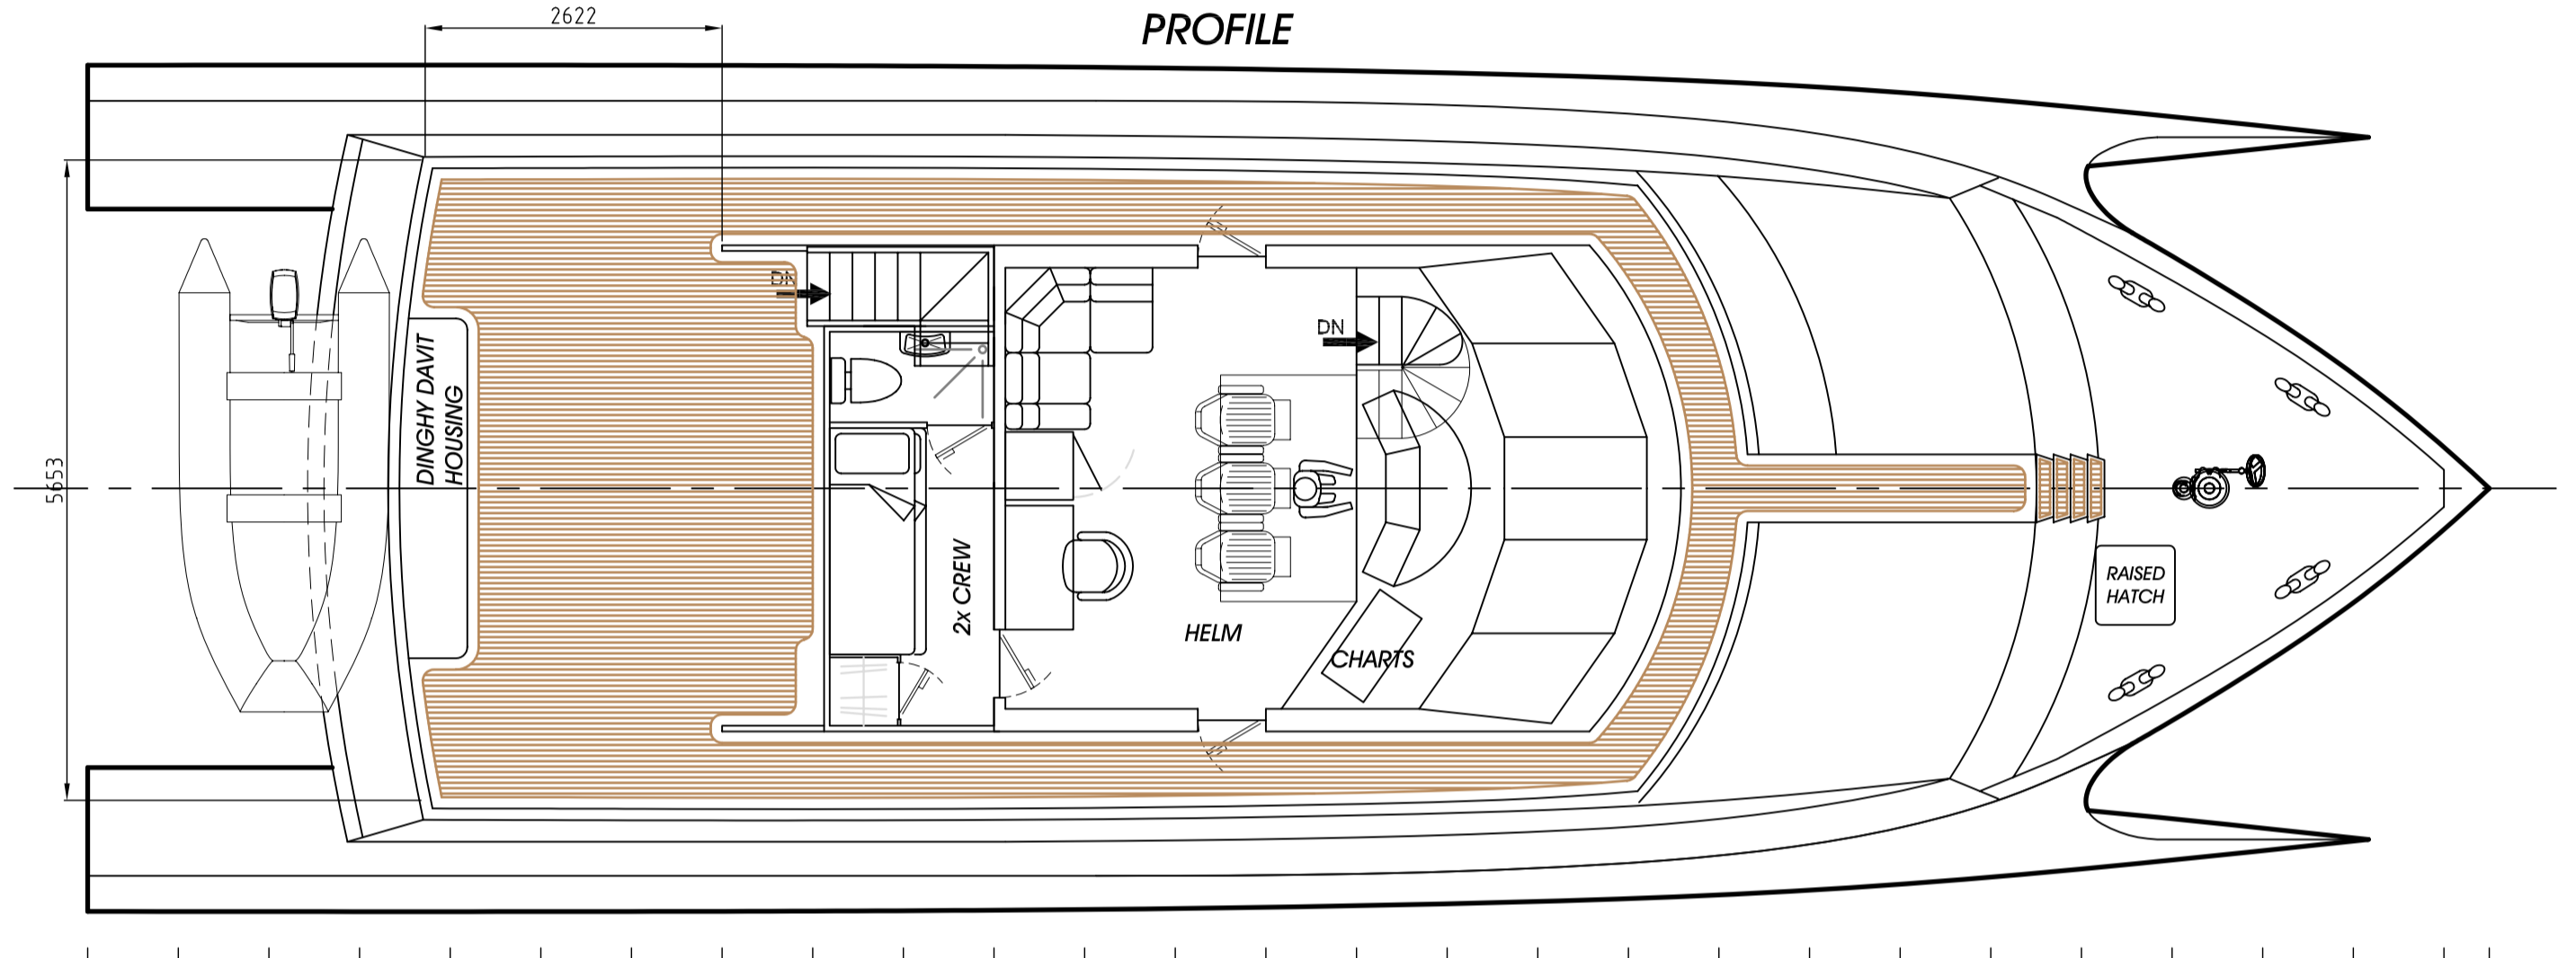 2622
PROFILE
DN
DN
DINGHY DAVIT
HOUSING
5653
2x CREW
HELM
CHARTS
RAISED
HATCH